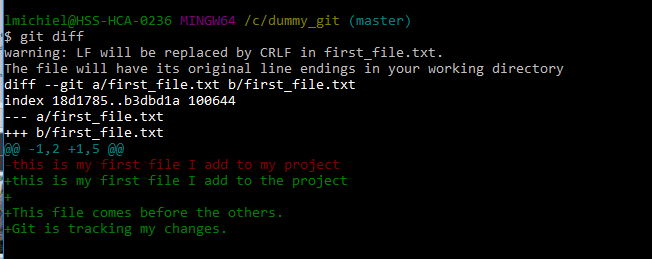 lmichiel@HSS-HCA-0236 MINGW64 /c/dummy_git (master)
$ git diff
warning: LF will be replaced by CRLF in first_file.txt.
The file will have its original line endings in your working directory
diff --git a/first_file.txt b/first_file.txt
index 18d1785..b3dbd1a 100644
--- a/first_file.txt
+++ b/first_file.txt
@@ -1,2 +1,5 @@
-this is my first file I add to my project
+this is my first file I add to the project
+
+This file comes before the others.
+Git is tracking my changes.